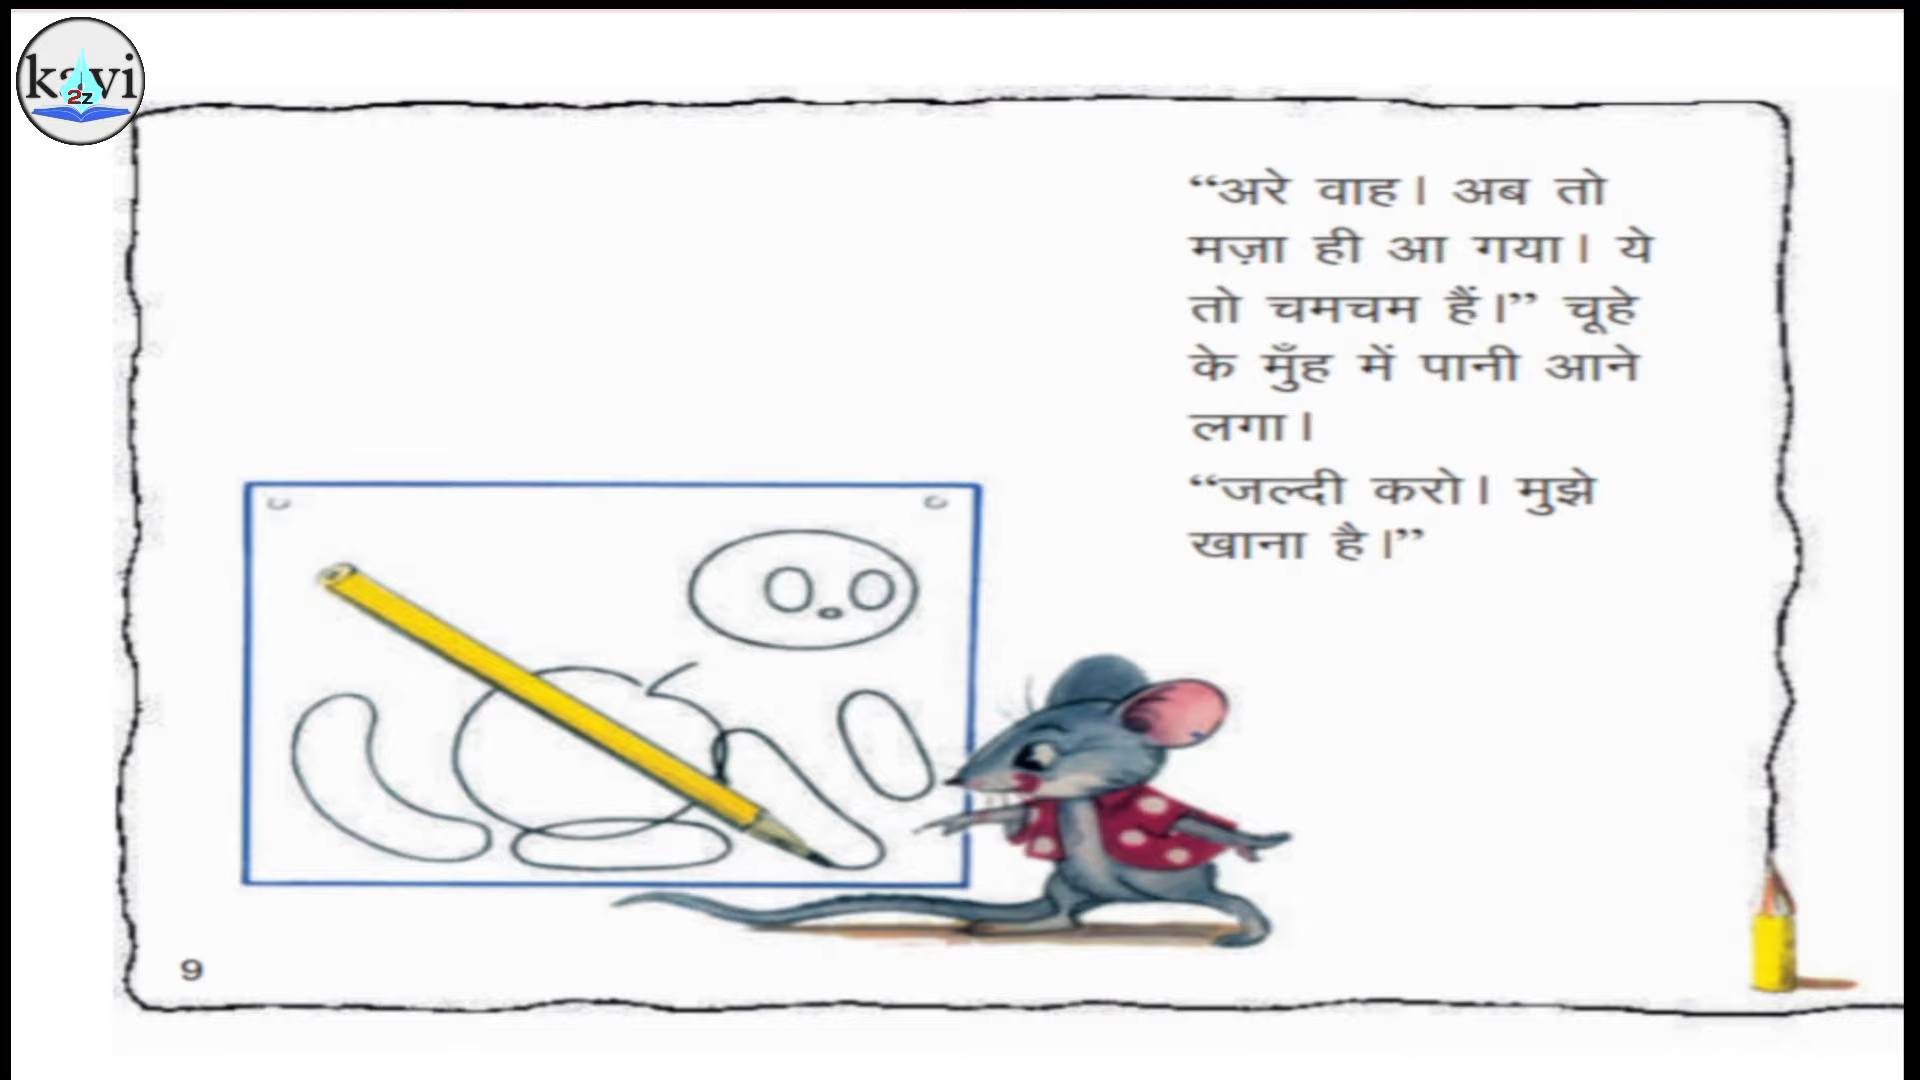 kavi
2z
“अरे वाह। अब तो
मज़ा ही आ गया। ये
तो चमचम हैं।” चूहे
के मुँह में पानी आने
लगा।
“जल्दी करो। मुझे
खाना है।”
9